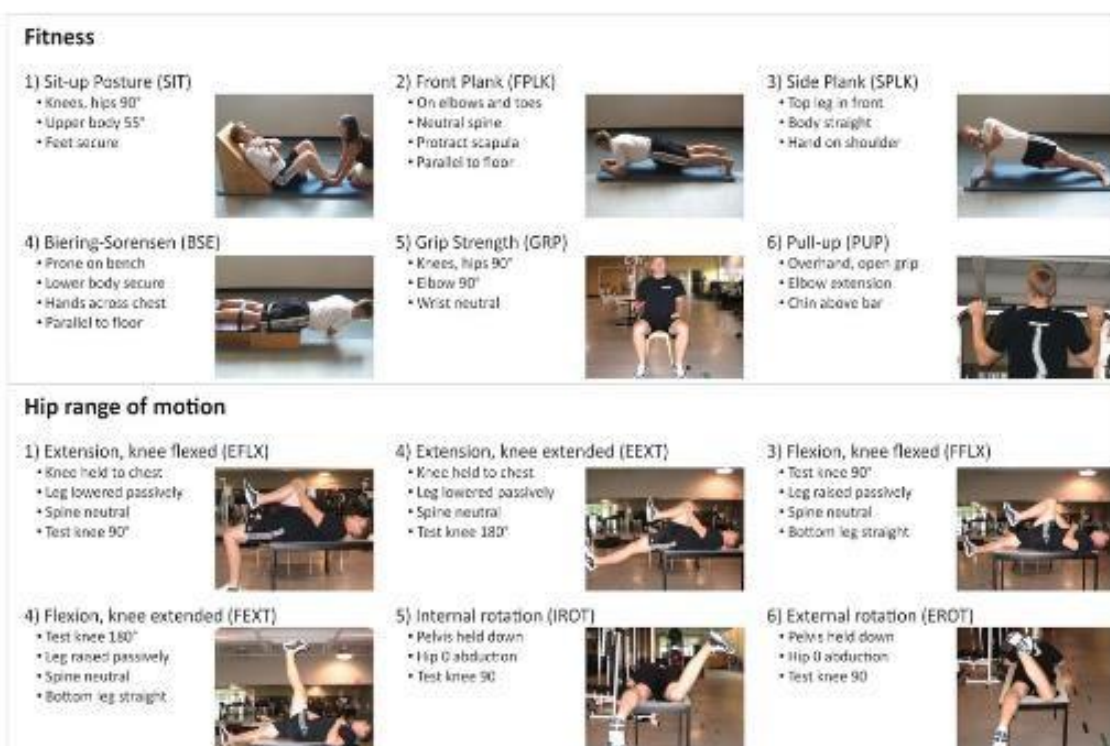 Fitness
1) Sit-up Posture (SIT)
• Knees, hips 90°
• Upper body 55°
• Feet secure
2) Front Plank (FPLK)
• On elbows and toes
• Neutral spine
• Protract scapula
• Parallel to floor
3) Side Plank (SPLK)
• Top leg in front
• Body straight
• Hand on shoulder
4) Biering-Sorensen (BSE)
• Prone on bench
• Lower body secure
• Hands across chest
• Parallel to floor
5) Grip Strength (GRP)
• Knees, hips 90°
• Elbow 90°
• Wrist neutral
6) Pull-up (PUP)
• Overhand, open grip
• Elbow extension
• Chin above bar
Hip range of motion
1) Extension, knee flexed (EFLX)
• Knee held to chest
• Leg lowered passively
• Spine neutral
• Test knee 90°
4) Extension, knee extended (EEXT)
• Knee held to chest
• Leg lowered passively
• Spine neutral
• Test knee 180°
3) Flexion, knee flexed (FFLX)
• Test knee 90°
• Leg raised passively
• Spine neutral
• Bottom leg straight
4) Flexion, knee extended (FEXT)
• Test knee 180°
• Leg raised passively
• Spine neutral
• Bottom leg straight
5) Internal rotation (IROT)
• Pelvis held down
• Hip 0 abduction
• Test knee 90
6) External rotation (EROT)
• Pelvis held down
• Hip 0 abduction
• Test knee 90